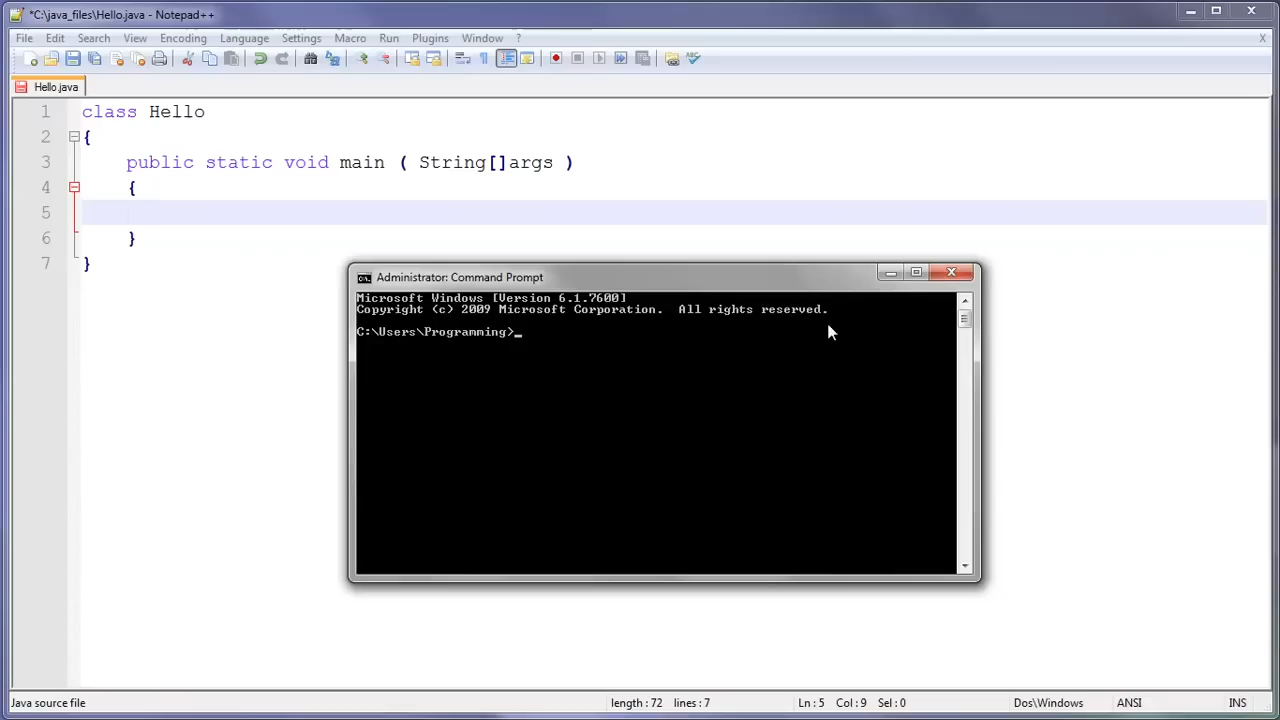 *C:\java_files\Hello.java - Notepad++
File Edit Search View Encoding Language Settings Macro Run Plugins Window ? X
Hello.java
1 class Hello
2 {
3 public static void main ( String[]args )
4 {
5
6 }
7 }
Administrator: Command Prompt
Microsoft Windows [Version 6.1.7600]
Copyright (c) 2009 Microsoft Corporation.  All rights reserved.
C:\Users\Programming>_
Java source file length : 72 lines : 7 Ln : 5 Col : 9 Sel : 0 Dos\Windows ANSI INS